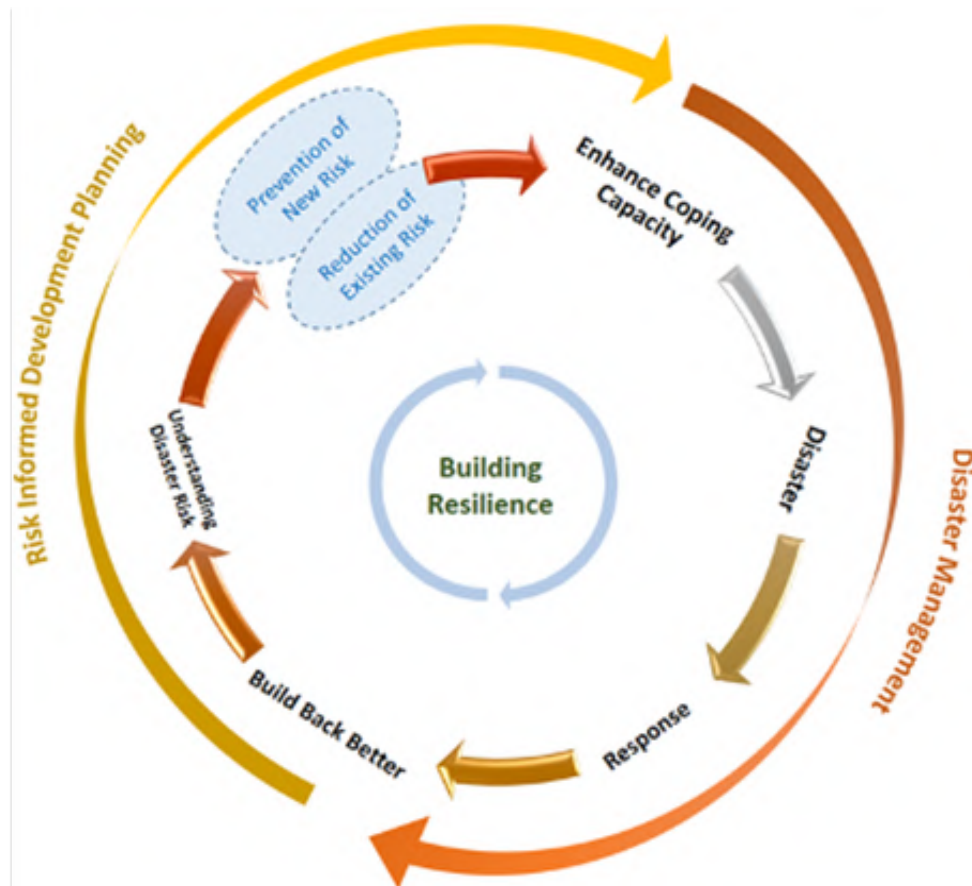 Risk Informed Development Planning
Prevention of
New Risk
Reduction of
Existing Risk
Enhance Coping
Capacity
Disaster
Disaster Management
Response
Build Back Better
Understanding
Disaster Risk
Building
Resilience